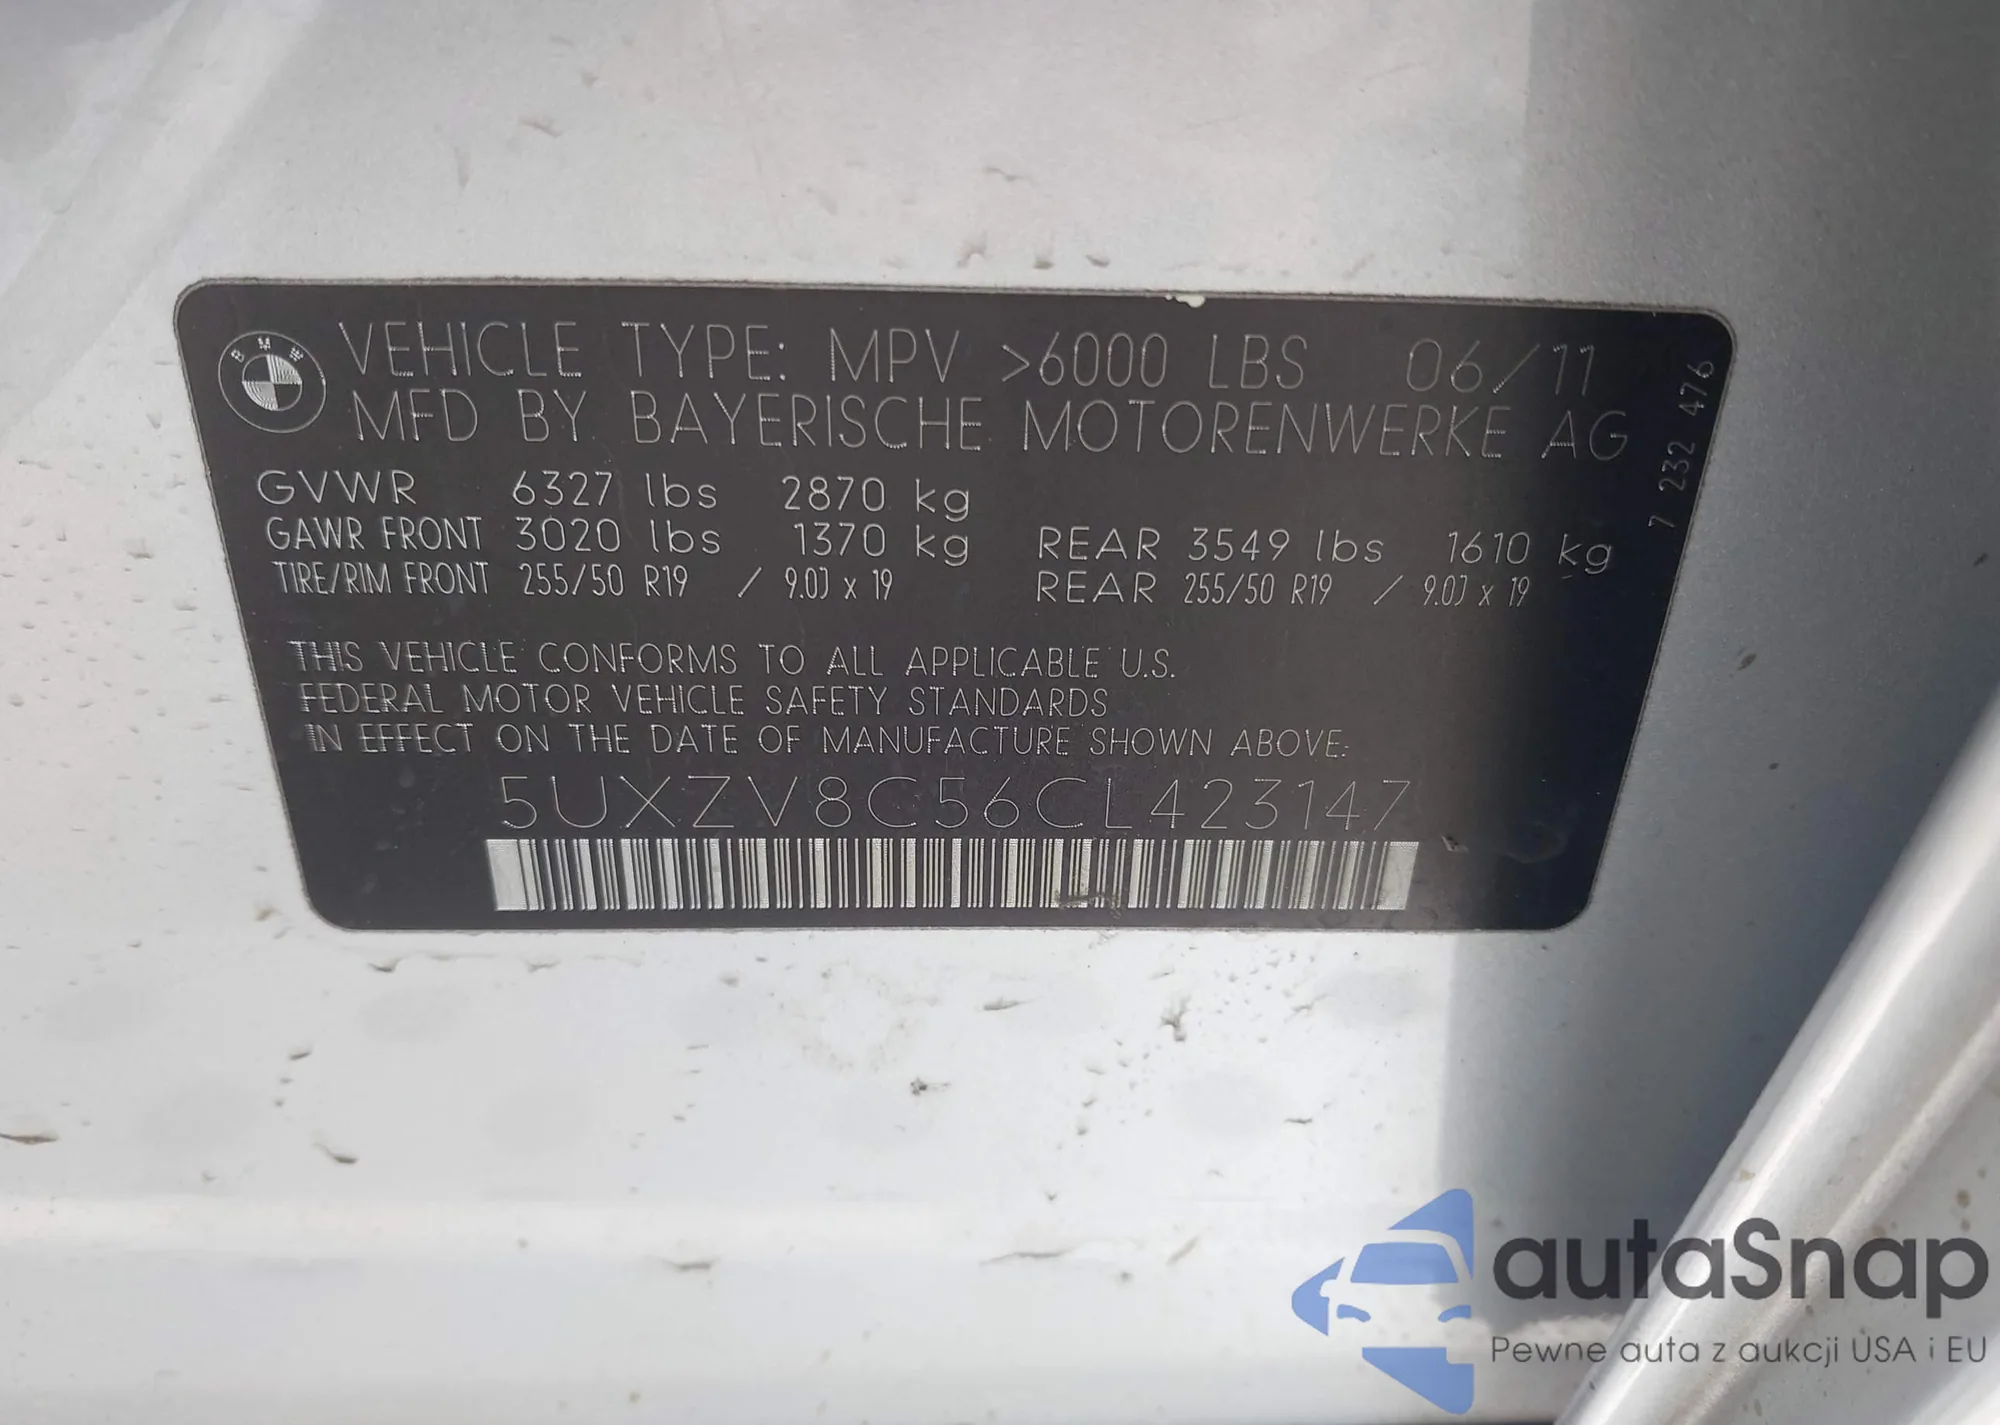 BMW
VEHICLE TYPE: MPV >6000 LBS 06/11
MFD BY BAYERISCHE MOTORENWERKE AG
7 232 476
GVWR 6327 lbs 2870 kg
GAWR FRONT 3020 lbs 1370 kg REAR 3549 lbs 1610 kg
TIRE/RIM FRONT 255/50 R19 / 9.0J x 19 REAR 255/50 R19 / 9.0J x 19
THIS VEHICLE CONFORMS TO ALL APPLICABLE U.S.
FEDERAL MOTOR VEHICLE SAFETY STANDARDS
IN EFFECT ON THE DATE OF MANUFACTURE SHOWN ABOVE:
5UXZV8C56CL423147
autaSnap
Pewne auta z aukcji USA i EU